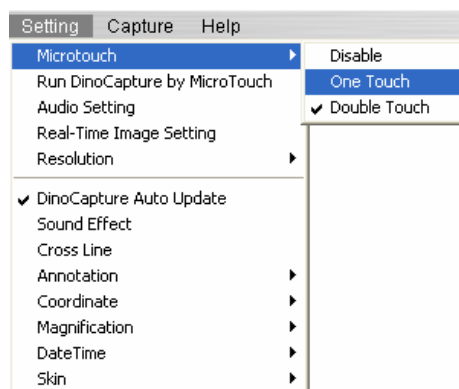 Setting Capture Help
Microtouch
Run DinoCapture by MicroTouch
Audio Setting
Real-Time Image Setting
Resolution
DinoCapture Auto Update
Sound Effect
Cross Line
Annotation
Coordinate
Magnification
DateTime
Skin
Disable
One Touch
Double Touch